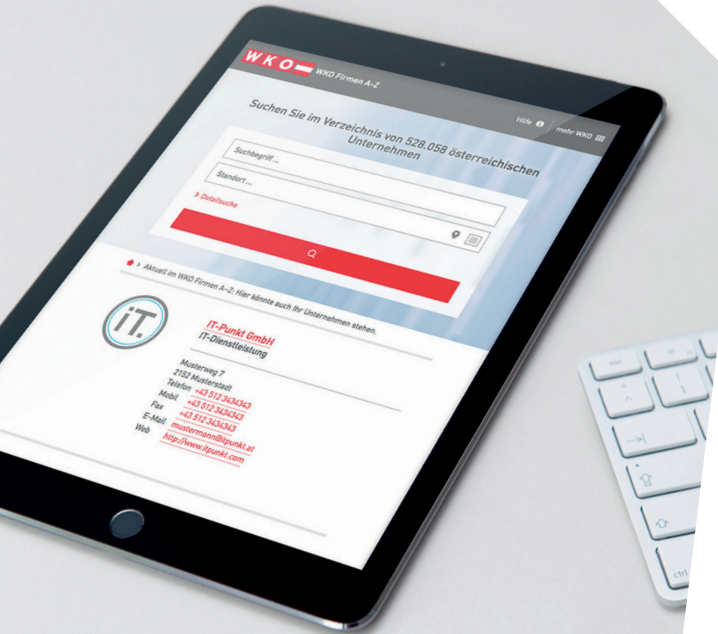 WKO WKO Firmen A-Z
Hilfe mehr WKO
Suchen Sie im Verzeichnis von 528.058 österreichischen
Unternehmen
Suchbegriff ...
Standort ...
> Detailsuche
> Aktuell im WKO Firmen A-Z: Hier könnte auch Ihr Unternehmen stehen.
iT.
IT-Punkt GmbH
IT-Dienstleistung
Musterweg 7
2152 Musterstadt
Telefon +43 512 3434343
Mobil +43 512 3434343
Fax +43 512 3434343
E-Mail mustermann@itpunkt.at
Web http://www.itpunkt.com
esc
ctrl